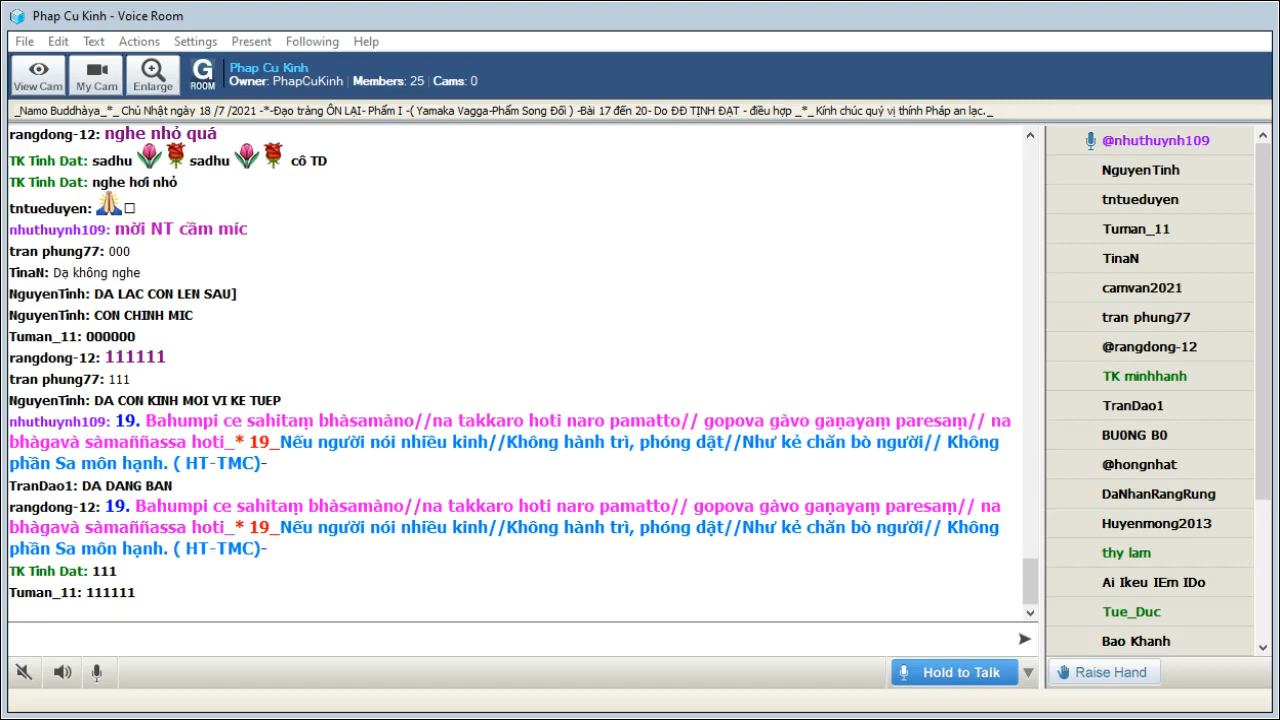 Phap Cu Kinh - Voice Room
File Edit Text Actions Settings Present Following Help
View Cam My Cam Enlarge G ROOM
Phap Cu Kinh
Owner: PhapCuKinh Members: 25 Cams: 0
_Namo Buddhàya_*_ Chủ Nhật ngày 18 /7 /2021 -*-Đạo tràng ÔN LẠI- Phẩm I -( Yamaka Vagga-Phẩm Song Đối ) -Bài 17 đến 20- Do ĐĐ TỊNH ĐẠT - điều hợp _*_ Kính chúc quý vị thính Pháp an lạc._
rangdong-12: nghe nhỏ quá
TK Tinh Dat: sadhu 🌷🌹 sadhu 🌷🌹 cô TD
TK Tinh Dat: nghe hơi nhỏ
tntueduyen: 🙏□
nhuthuynh109: mời NT cầm míc
tran phung77: 000
TinaN: Dạ không nghe
NguyenTinh: DA LAC CON LEN SAU]
NguyenTinh: CON CHINH MIC
Tuman_11: 000000
rangdong-12: 111111
tran phung77: 111
NguyenTinh: DA CON KINH MOI VI KE TUEP
nhuthuynh109: 19. Bahumpi ce sahitaṃ bhàsamàno//na takkaro hoti naro pamatto// gopova gàvo gaṇayaṃ paresaṃ// na
bhàgavà sàmaññassa hoti_* 19_Nếu người nói nhiều kinh//Không hành trì, phóng dật//Như kẻ chăn bò người// Không
phần Sa môn hạnh. ( HT-TMC)-
TranDao1: DA DANG BAN
rangdong-12: 19. Bahumpi ce sahitaṃ bhàsamàno//na takkaro hoti naro pamatto// gopova gàvo gaṇayaṃ paresaṃ// na
bhàgavà sàmaññassa hoti_* 19_Nếu người nói nhiều kinh//Không hành trì, phóng dật//Như kẻ chăn bò người// Không
phần Sa môn hạnh. ( HT-TMC)-
TK Tinh Dat: 111
Tuman_11: 111111
@nhuthuynh109
NguyenTinh
tntueduyen
Tuman_11
TinaN
camvan2021
tran phung77
@rangdong-12
TK minhhanh
TranDao1
BU0NG B0
@hongnhat
DaNhanRangRung
Huyenmong2013
thy lam
Ai Ikeu IEm IDo
Tue_Duc
Bao Khanh
Hold to Talk
Raise Hand